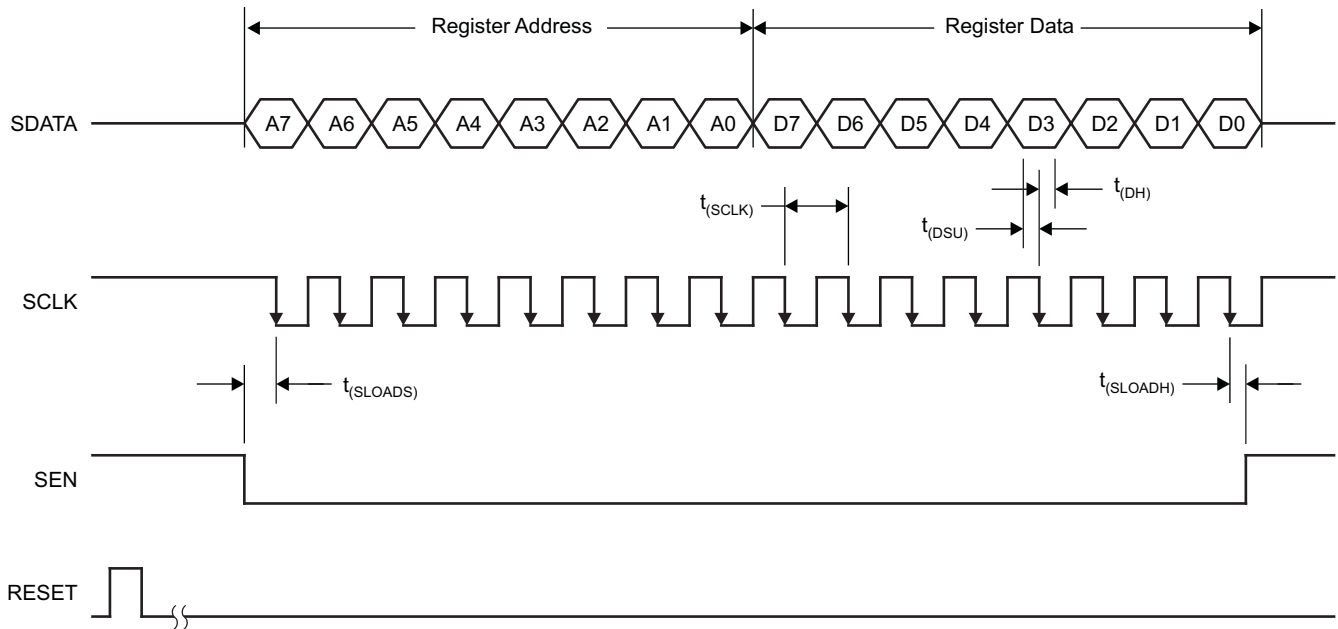 Register Address Register Data
SDATA A7 A6 A5 A4 A3 A2 A1 A0 D7 D6 D5 D4 D3 D2 D1 D0
t(DH)
t(SCLK)
t(DSU)
SCLK
t(SLOADS) t(SLOADH)
SEN
RESET